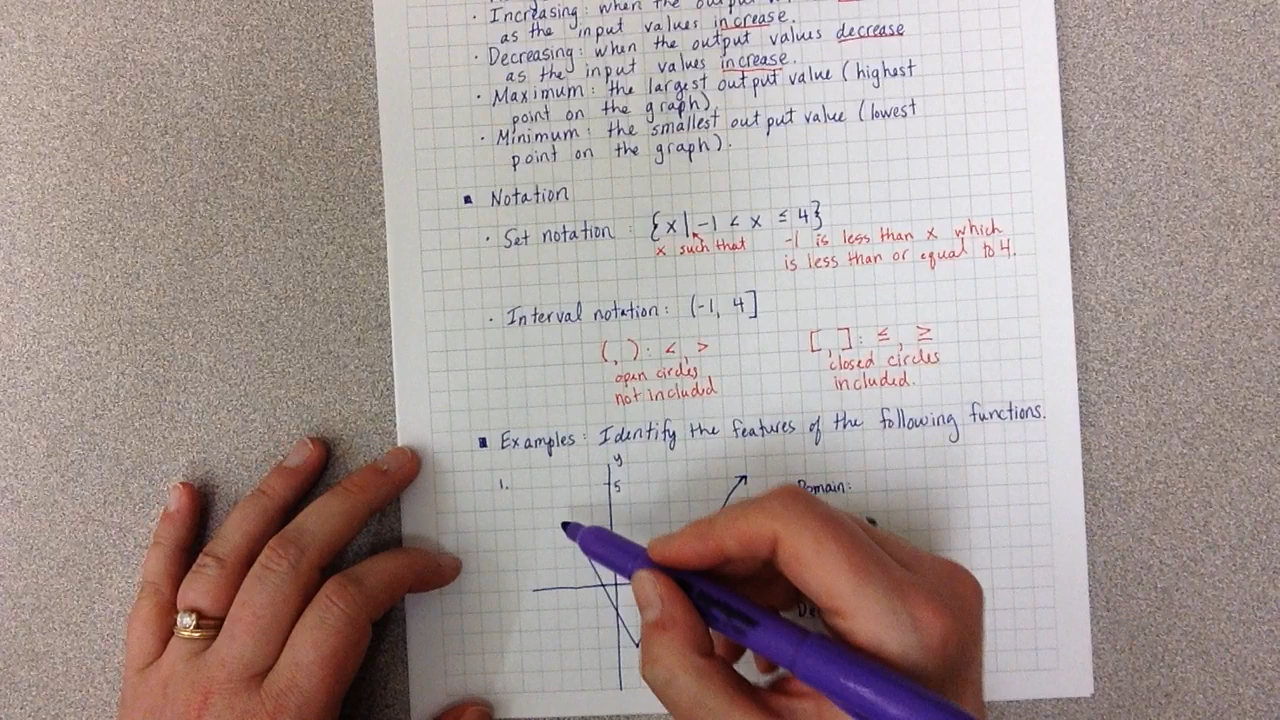 · Increasing: when the output
as the input values increase.
· Decreasing: when the output values decrease
as the input values increase.
· Maximum: the largest output value (highest
point on the graph).
· Minimum: the smallest output value (lowest
point on the graph).
▪ Notation
· Set notation: {x|-1 < x ≤ 4}
x such that -1 is less than x which
is less than or equal to 4.
· Interval notation: (-1, 4]
( , ): <, > [ , ]: ≤, ≥
open circles closed circles
not included included.
▪ Examples: Identify the features of the following functions.
y
1. 5 Domain: